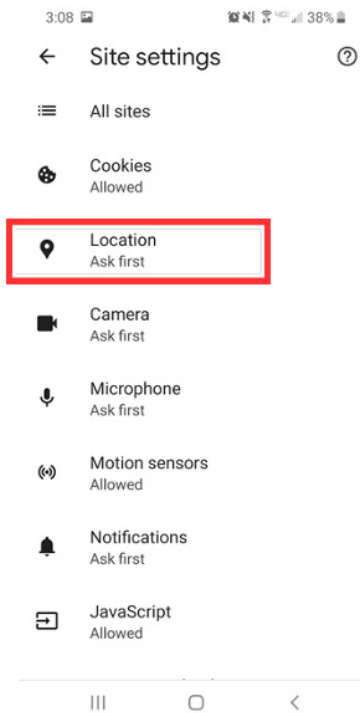 3:08 38%
Site settings
All sites
Cookies
Allowed
Location
Ask first
Camera
Ask first
Microphone
Ask first
Motion sensors
Allowed
Notifications
Ask first
JavaScript
Allowed